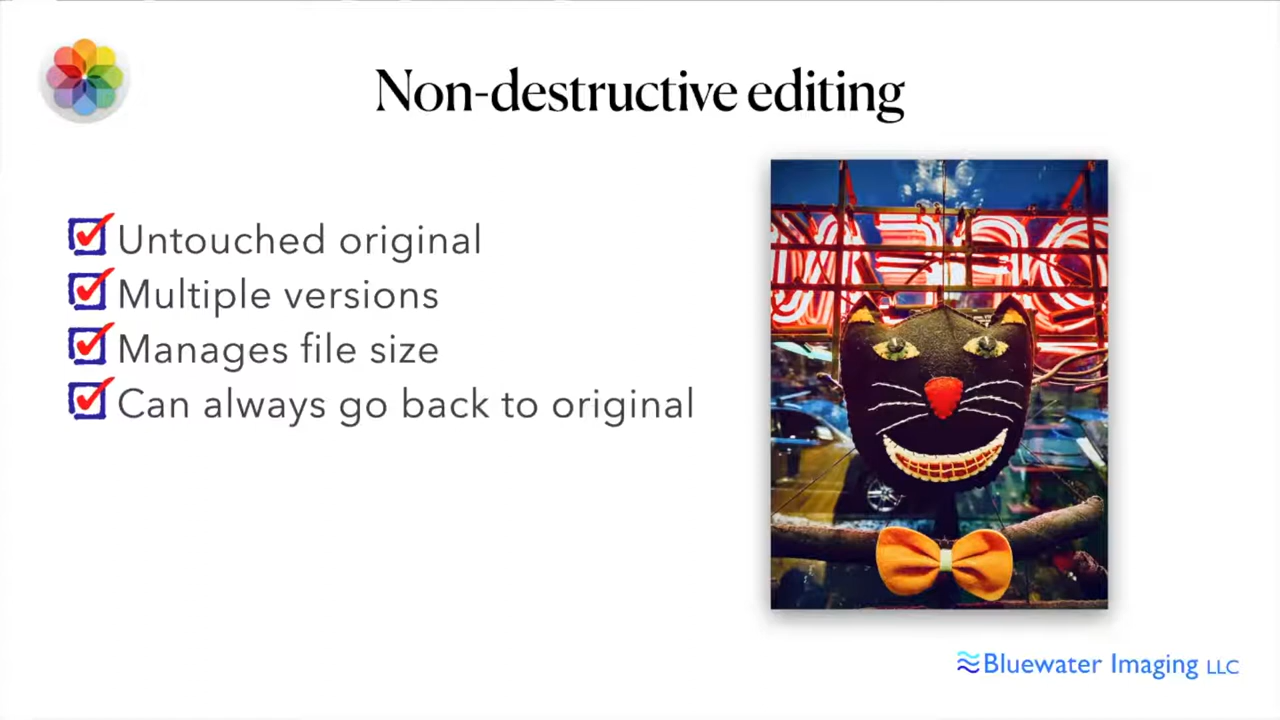 Non-destructive editing
Untouched original
Multiple versions
Manages file size
Can always go back to original
Bluewater Imaging LLC